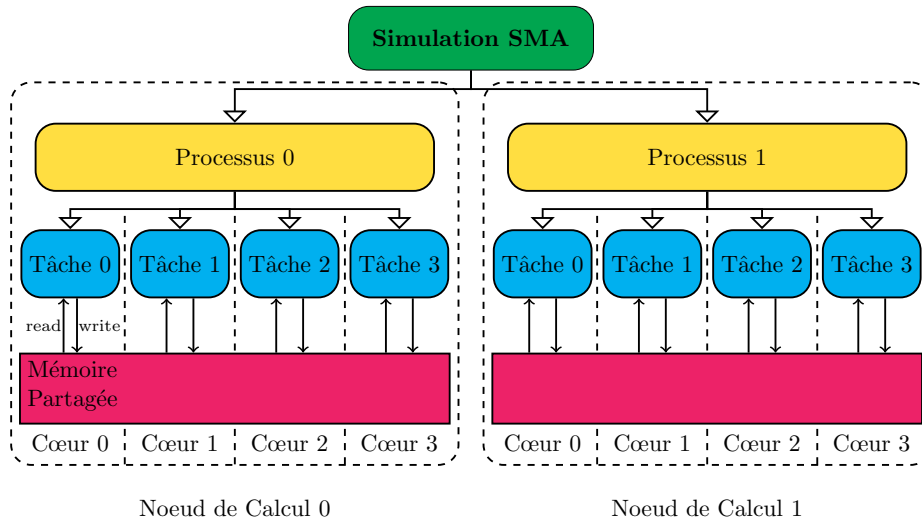 Simulation SMA
Processus 0 Processus 1
Tâche 0 Tâche 1 Tâche 2 Tâche 3 Tâche 0 Tâche 1 Tâche 2 Tâche 3
read write
Mémoire
Partagée
Cœur 0 Cœur 1 Cœur 2 Cœur 3 Cœur 0 Cœur 1 Cœur 2 Cœur 3
Noeud de Calcul 0 Noeud de Calcul 1